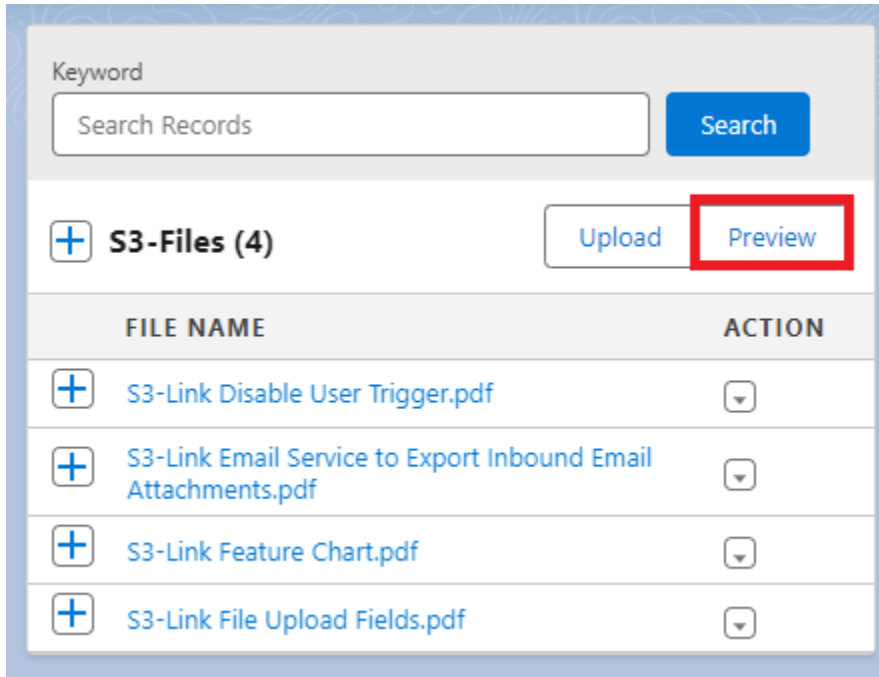 Keyword
Search Records
Search
S3-Files (4)
Upload
Preview
FILE NAME
ACTION
S3-Link Disable User Trigger.pdf
S3-Link Email Service to Export Inbound Email
Attachments.pdf
S3-Link Feature Chart.pdf
S3-Link File Upload Fields.pdf